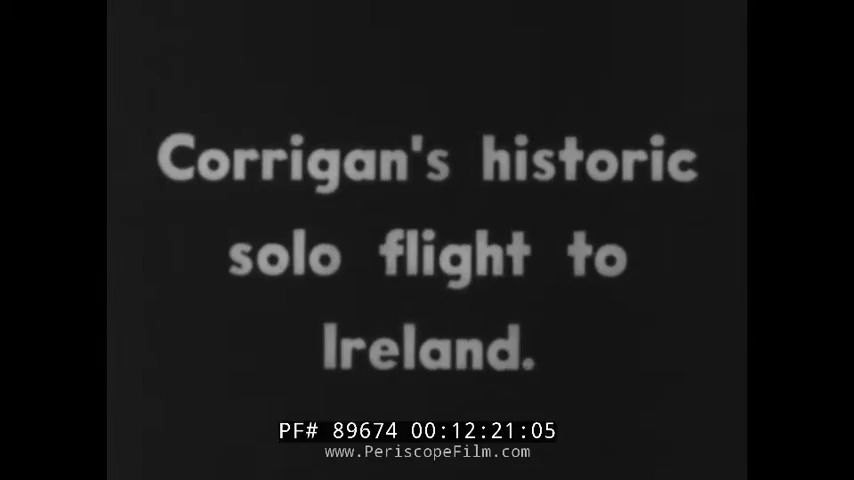 Corrigan's historic
solo flight to
Ireland.
PF# 89674 00:12:21:05
www.PeriscopeFilm.com